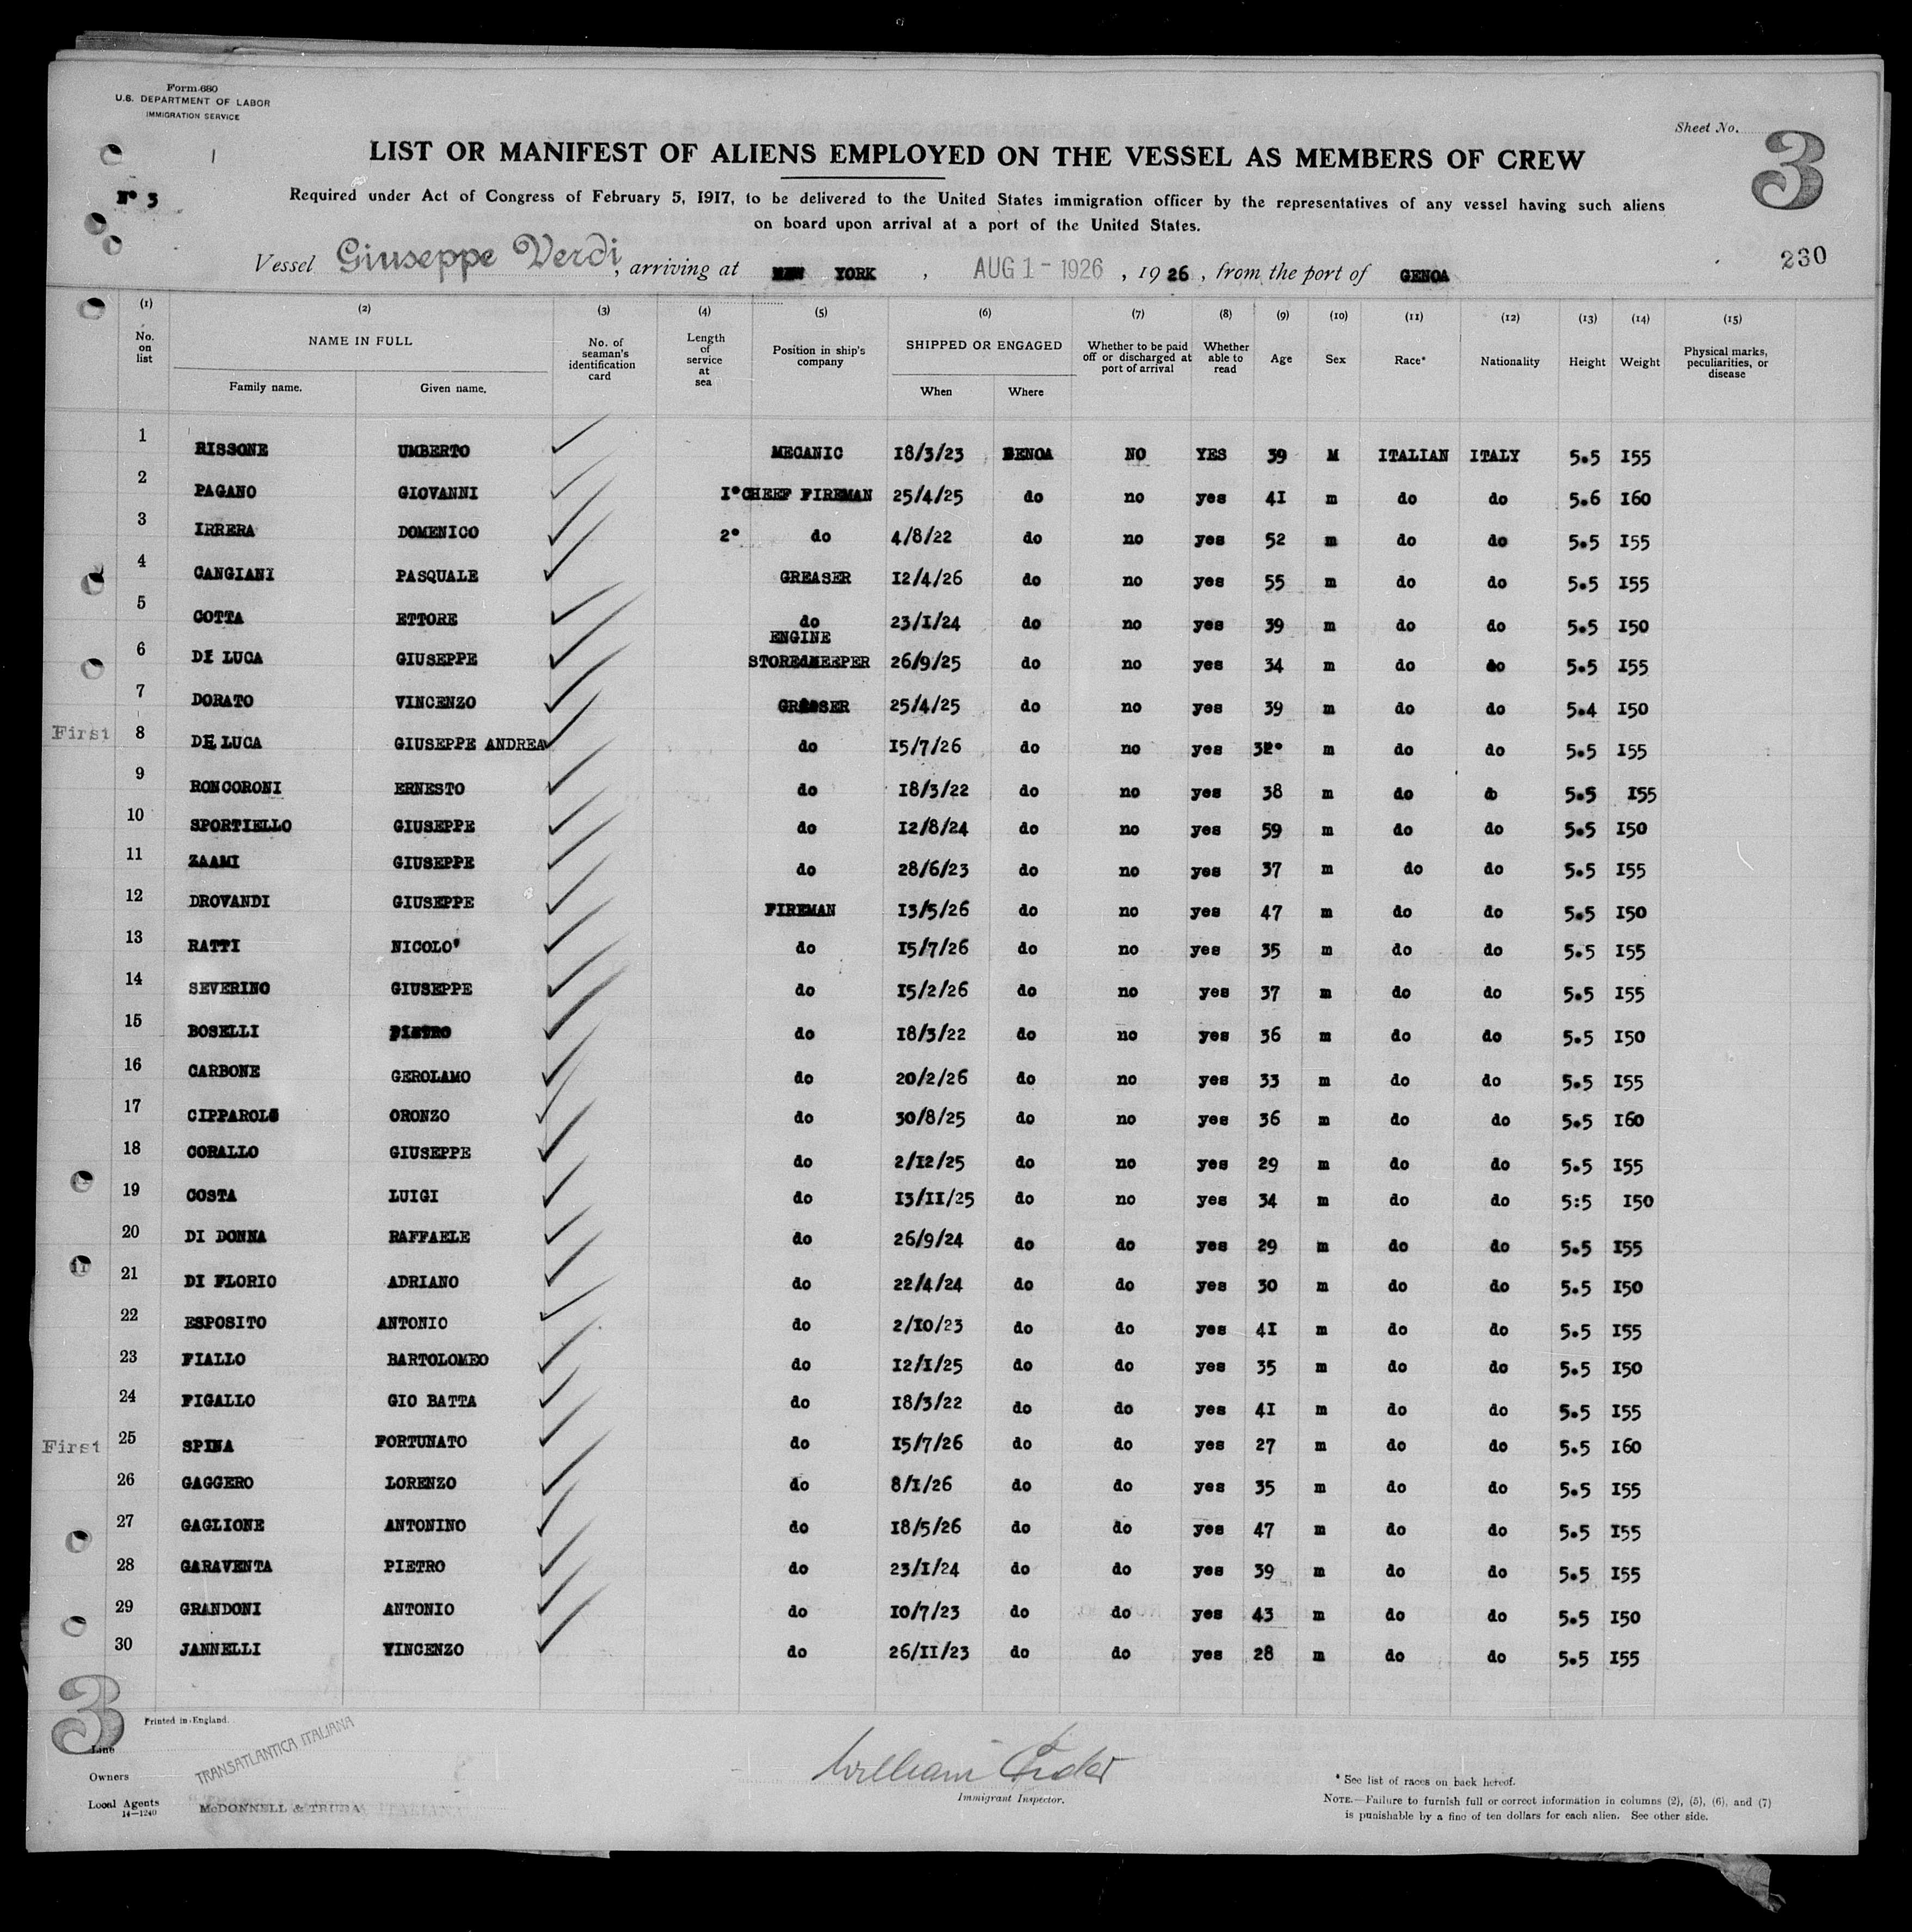 Form 680
U.S. DEPARTMENT OF LABOR
IMMIGRATION SERVICE
Sheet No. 3
LIST OR MANIFEST OF ALIENS EMPLOYED ON THE VESSEL AS MEMBERS OF CREW
Nº 3
Required under Act of Congress of February 5, 1917, to be delivered to the United States immigration officer by the representatives of any vessel having such aliens
on board upon arrival at a port of the United States.
Vessel Giuseppe Verdi, arriving at NEW YORK, AUG 1 - 1926, 1926, from the port of GENOA
230
(1) (2) (3) (4) (5) (6) (7) (8) (9) (10) (11) (12) (13) (14) (15)
No. on list NAME IN FULL Family name. Given name. No. of seaman's identification card Length of service at sea Position in ship's company SHIPPED OR ENGAGED When Where Whether to be paid off or discharged at port of arrival Whether able to read Age Sex Race* Nationality Height Weight Physical marks, peculiarities, or disease
1 RISSONE UMBERTO MECANIC 18/3/23 GENOA NO YES 39 M ITALIAN ITALY 5.5 155
2 PAGANO GIOVANNI 1° CHEEF FIREMAN 25/4/25 do no yes 41 m do do 5.6 160
3 IRRERA DOMENICO 2° do 4/8/22 do no yes 52 m do do 5.5 155
4 CANGIANI PASQUALE GREASER 12/4/26 do no yes 55 m do do 5.5 155
5 COTTA ETTORE do 23/1/24 do no yes 39 m do do 5.5 150
6 DI LUCA GIUSEPPE ENGINE STOREKEEPER 26/9/25 do no yes 34 m do do 5.5 155
7 DORATO VINCENZO GREASER 25/4/25 do no yes 39 m do do 5.4 150
First 8 DE LUCA GIUSEPPE ANDREA do 15/7/26 do no yes 32 m do do 5.5 155
9 RONCORONI ERNESTO do 18/3/22 do no yes 38 m do do 5.5 155
10 SPORTIELLO GIUSEPPE do 12/8/24 do no yes 59 m do do 5.5 150
11 ZAAMI GIUSEPPE do 28/6/23 do no yes 37 m do do 5.5 155
12 DROVANDI GIUSEPPE FIREMAN 13/5/26 do no yes 47 m do do 5.5 150
13 RATTI NICOLO' do 15/7/26 do no yes 35 m do do 5.5 155
14 SEVERINO GIUSEPPE do 15/2/26 do no yes 37 m do do 5.5 155
15 BOSELLI PIETRO do 18/3/22 do no yes 36 m do do 5.5 150
16 CARBONE GEROLAMO do 20/2/26 do no yes 33 m do do 5.5 155
17 ORONZO do 30/8/25 do no yes 36 m do do 5.5 160
18 CORALLO GIUSEPPE do 2/12/25 do no yes 29 m do do 5.5 155
19 COSTA LUIGI do 13/11/25 do no yes 34 m do do 5:5 150
20 DI DONNA RAFFAELE do 26/9/24 do do yes 29 m do do 5.5 155
21 DI FLORIO ADRIANO do 22/4/24 do do yes 30 m do do 5.5 150
22 ESPOSITO ANTONIO do 2/10/23 do do yes 41 m do do 5.5 155
23 FIALLO BARTOLOMEO do 12/1/25 do do yes 35 m do do 5.5 150
24 FIGALLO GIO BATTA do 18/3/22 do do yes 41 m do do 5.5 155
First 25 SPINA FORTUNATO do 15/7/26 do do yes 27 m do do 5.5 160
26 GAGGERO LORENZO do 8/1/26 do do yes 35 m do do 5.5 155
27 GAGLIONE ANTONINO do 18/5/26 do do yes 47 m do do 5.5 155
28 GARAVENTA PIETRO do 23/1/24 do do yes 39 m do do 5.5 155
29 GRANDONI ANTONIO do 10/7/23 do do yes 43 m do do 5.5 150
30 JANNELLI VINCENZO do 26/11/23 do do yes 28 m do do 5.5 155
3
Printed in England.
Line
Owners TRANSATLANTICA ITALIANA
Local Agents McDONNELL & TRUDA
14—1240
William
Immigrant Inspector.
* See list of races on back hereof.
NOTE.—Failure to furnish full or correct information in columns (2), (5), (6), and (7)
is punishable by a fine of ten dollars for each alien. See other side.